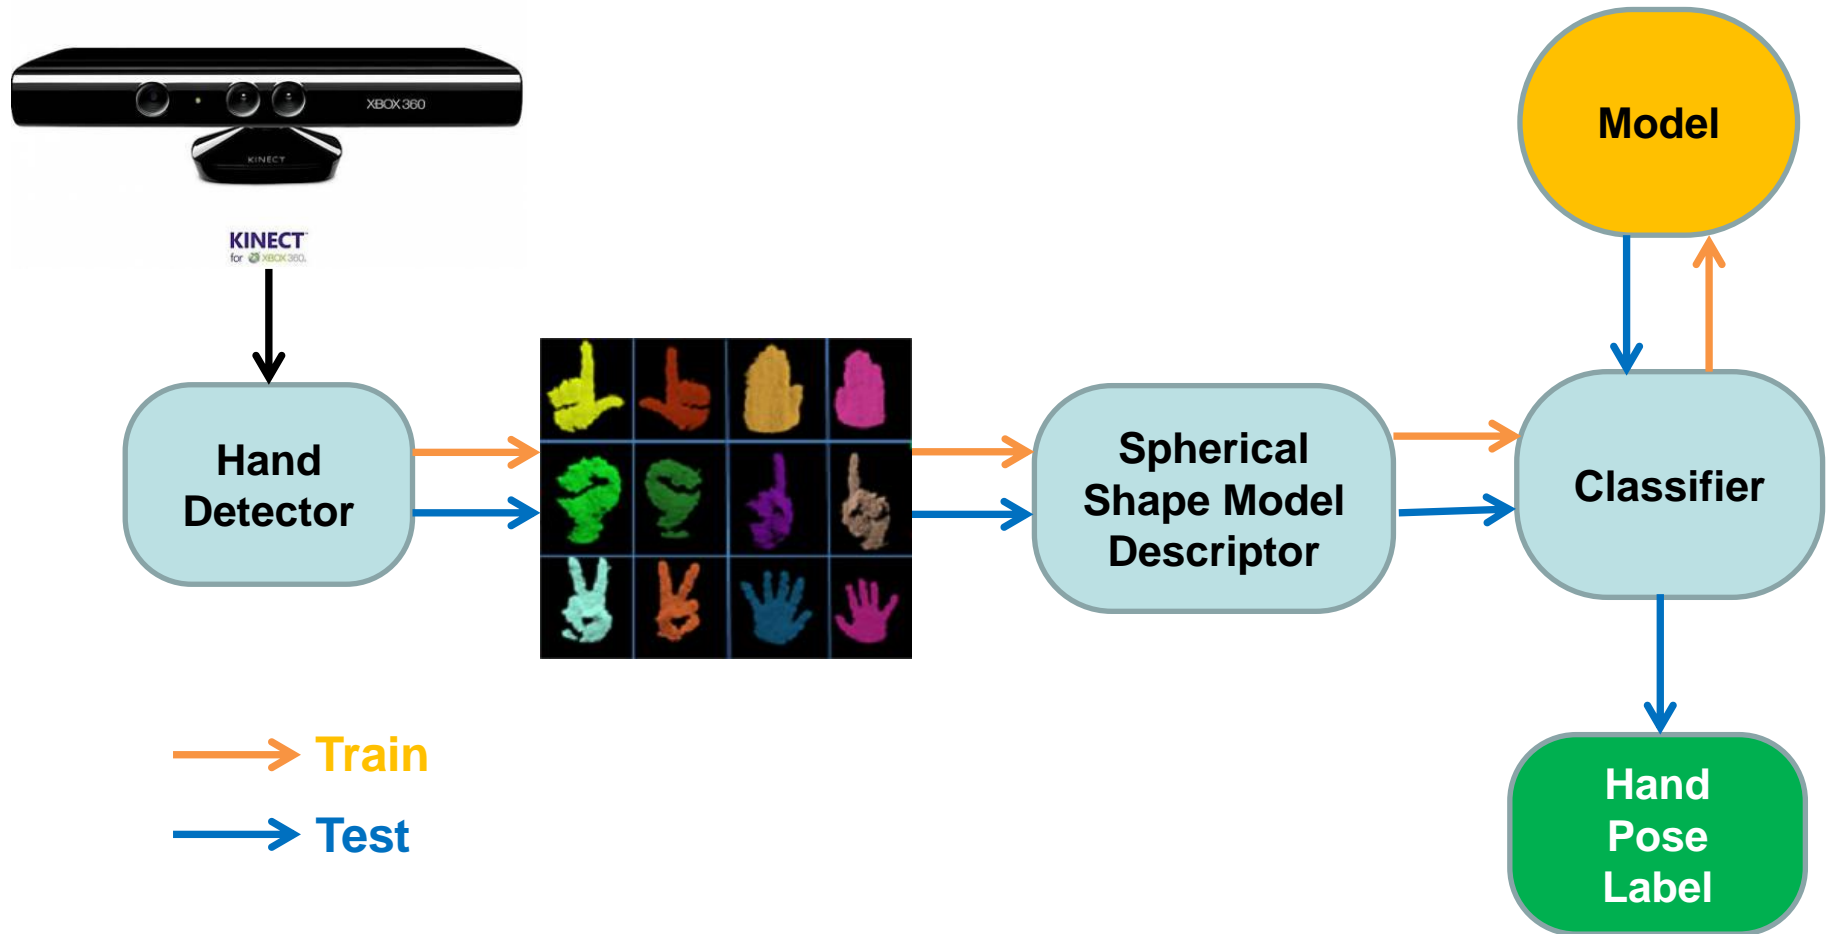 XBOX 360
KINECT
KINECT
for XBOX 360.
Model
Hand
Detector
Spherical
Shape Model
Descriptor
Classifier
Train
Test
Hand
Pose
Label